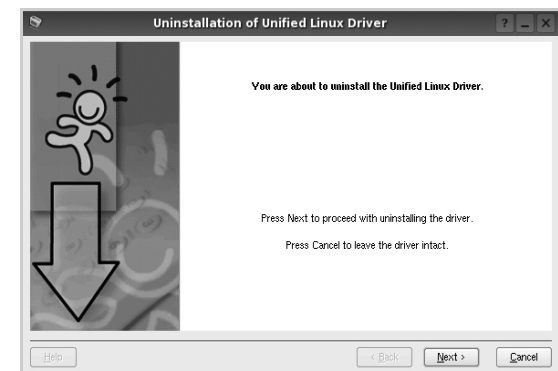 Uninstallation of Unified Linux Driver
You are about to uninstall the Unified Linux Driver.
Press Next to proceed with uninstalling the driver.
Press Cancel to leave the driver intact.
Help
< Back
Next >
Cancel